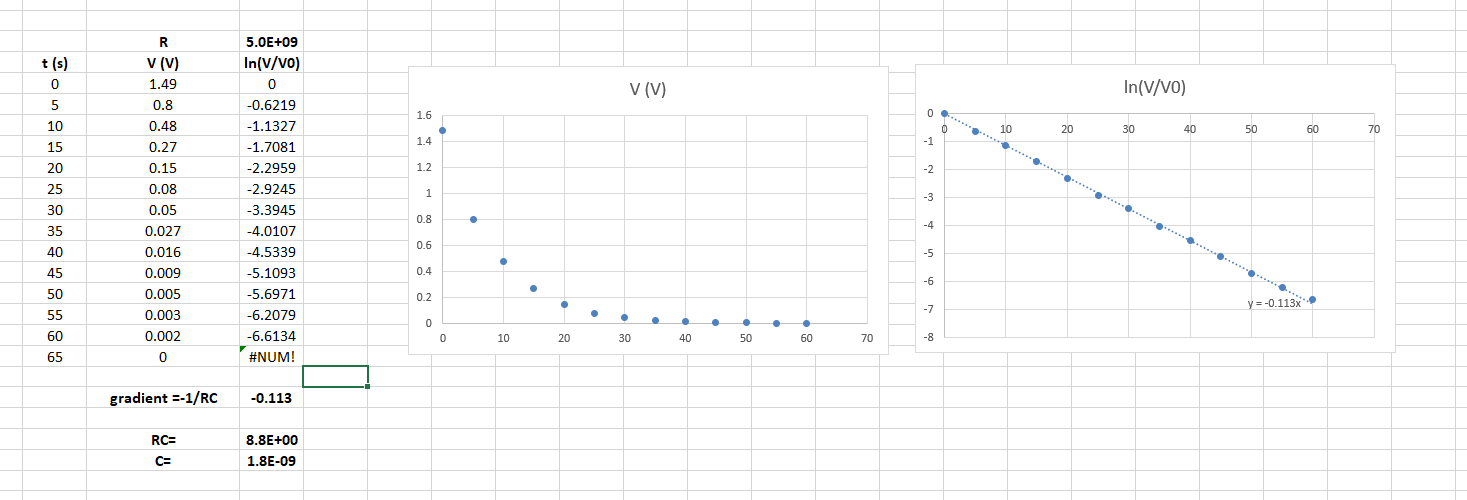 R 5.0E+09
t (s) V (V) ln(V/V0)
0 1.49 0
5 0.8 -0.6219
10 0.48 -1.1327
15 0.27 -1.7081
20 0.15 -2.2959
25 0.08 -2.9245
30 0.05 -3.3945
35 0.027 -4.0107
40 0.016 -4.5339
45 0.009 -5.1093
50 0.005 -5.6971
55 0.003 -6.2079
60 0.002 -6.6134
65 0 #NUM!
gradient =-1/RC -0.113
RC= 8.8E+00
C= 1.8E-09
V (V)
1.6
1.4
1.2
1
0.8
0.6
0.4
0.2
0
0 10 20 30 40 50 60 70
ln(V/V0)
0
0 10 20 30 40 50 60 70
-1
-2
-3
-4
-5
-6
-7
-8
y = -0.113x